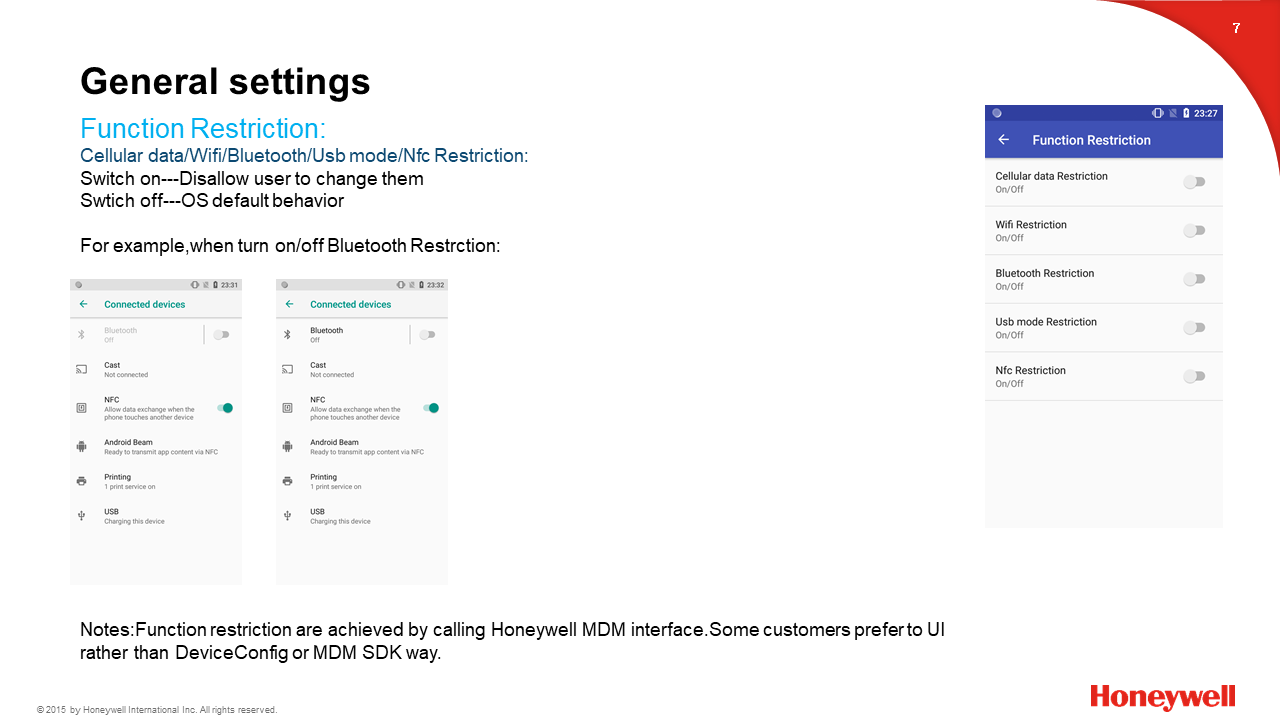 7
General settings
Function Restriction:
Cellular data/Wifi/Bluetooth/Usb mode/Nfc Restriction:
Switch on---Disallow user to change them
Swtich off---OS default behavior
For example,when turn on/off Bluetooth Restrction:
23:31
Connected devices
Bluetooth
Off
Cast
Not connected
NFC
Allow data exchange when the
phone touches another device
Android Beam
Ready to transmit app content via NFC
Printing
1 print service on
USB
Charging this device
23:32
Connected devices
Bluetooth
Off
Cast
Not connected
NFC
Allow data exchange when the
phone touches another device
Android Beam
Ready to transmit app content via NFC
Printing
1 print service on
USB
Charging this device
23:27
Function Restriction
Cellular data Restriction
On/Off
Wifi Restriction
On/Off
Bluetooth Restriction
On/Off
Usb mode Restriction
On/Off
Nfc Restriction
On/Off
Notes:Function restriction are achieved by calling Honeywell MDM interface.Some customers prefer to UI
rather than DeviceConfig or MDM SDK way.
© 2015 by Honeywell International Inc. All rights reserved.
Honeywell